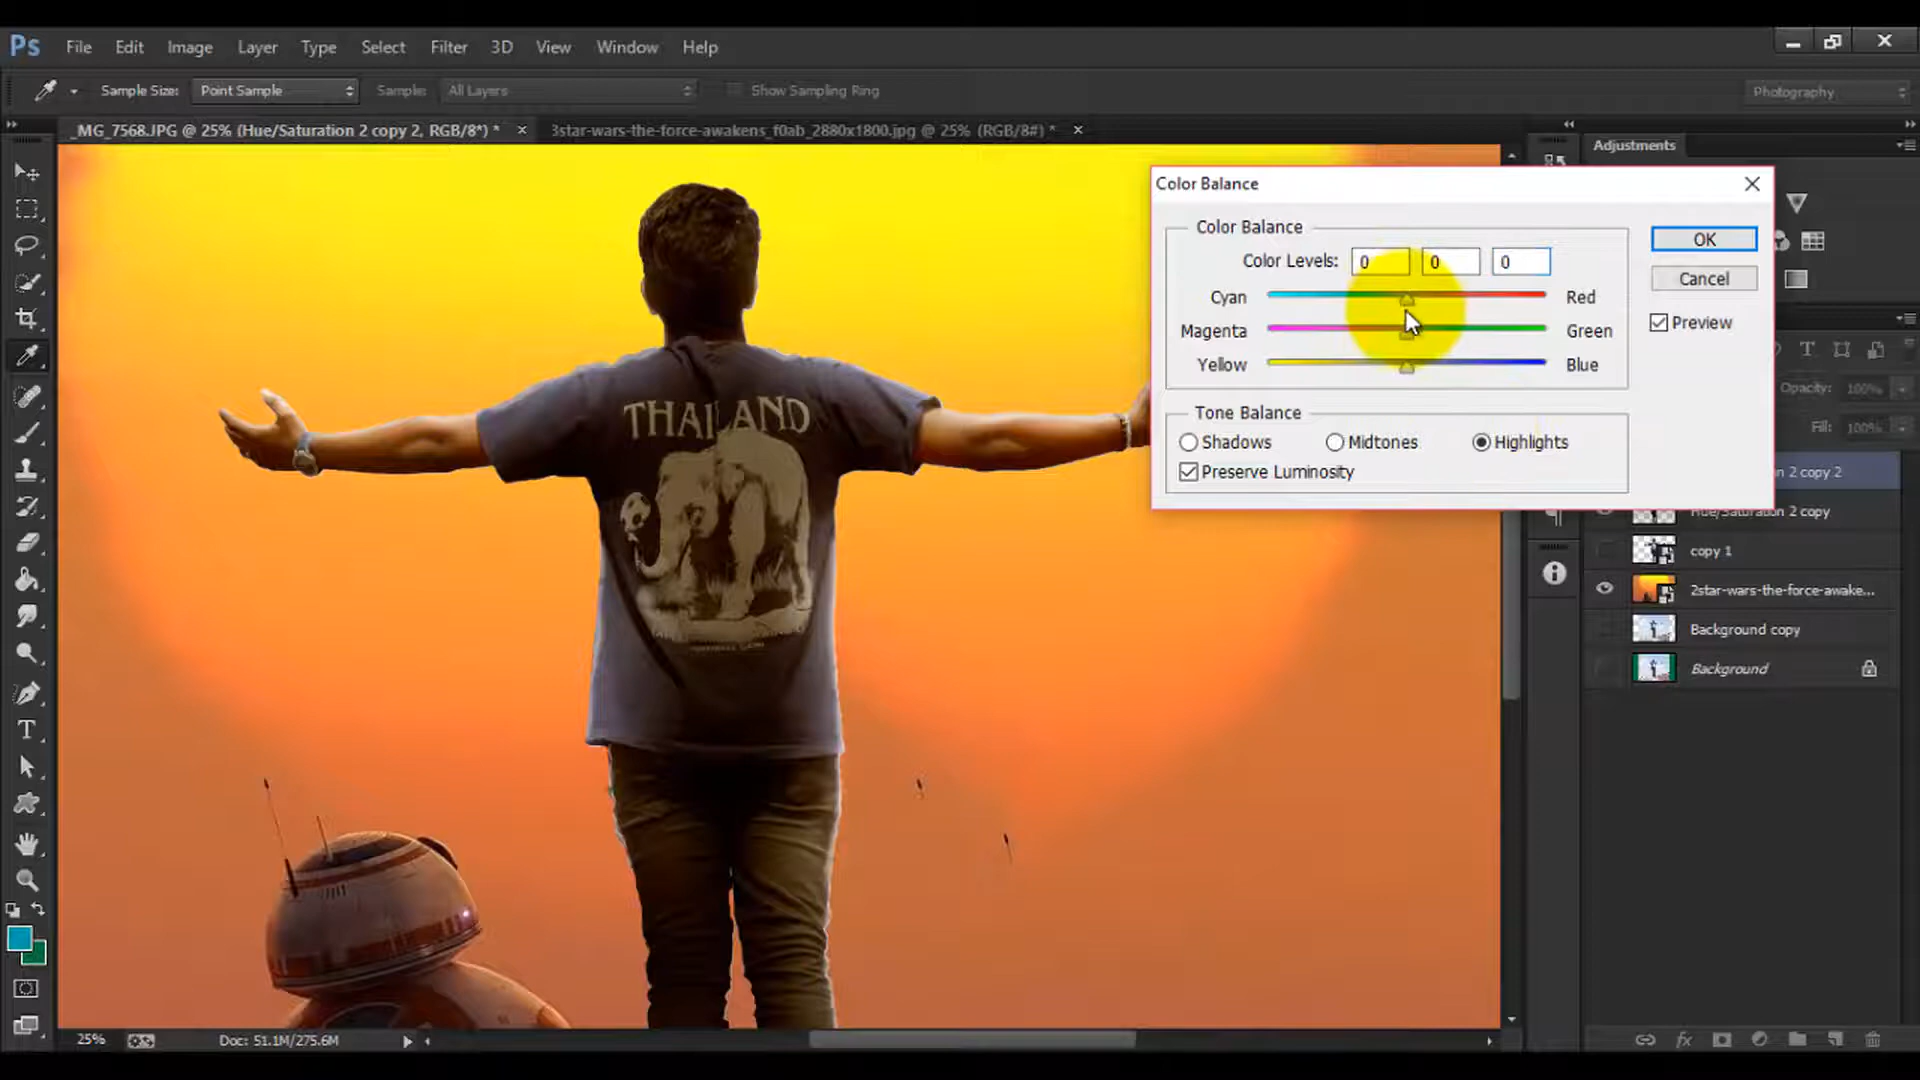 Ps File Edit Image Layer Type Select Filter 3D View Window Help
Sample Size: Point Sample Sample: All Layers Show Sampling Ring Photography
_MG_7568.JPG @ 25% (Hue/Saturation 2 copy 2, RGB/8*) * 3star-wars-the-force-awakens_f0ab_2880x1800.jpg @ 25% (RGB/8#) *
Adjustments
Color Balance
Color Balance
Color Levels: 0 0 0
Cyan Red
Magenta Green
Yellow Blue
OK
Cancel
Preview
Tone Balance
Shadows Midtones Highlights
Preserve Luminosity
Opacity: 100%
Fill: 100%
n 2 copy 2
Hue/Saturation 2 copy
copy 1
2star-wars-the-force-awake...
Background copy
Background
THAILAND
25% Doc: 51.1M/275.6M